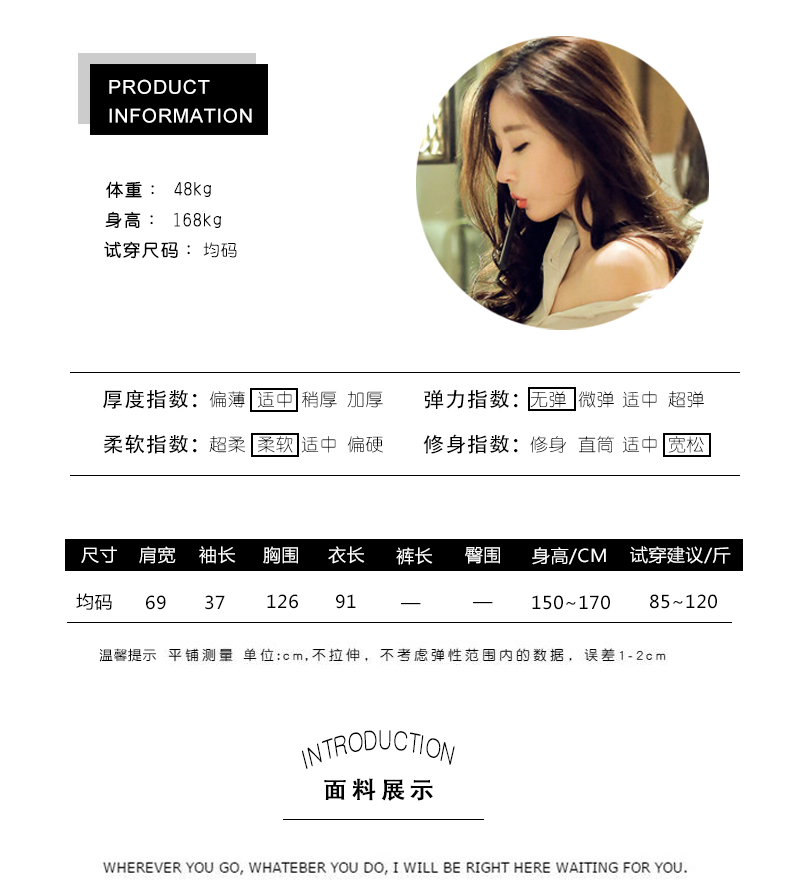 PRODUCT
INFORMATION
体重： 48kg
身高： 168kg
试穿尺码：均码
厚度指数：偏薄 适中 稍厚 加厚 弹力指数：无弹 微弹 适中 超弹
柔软指数：超柔 柔软 适中 偏硬 修身指数：修身 直筒 适中 宽松
尺寸 肩宽 袖长 胸围 衣长 裤长 臀围 身高/CM 试穿建议/斤
均码 69 37 126 91 — — 150~170 85~120
温馨提示 平铺测量 单位:cm,不拉伸，不考虑弹性范围内的数据，误差1-2cm
INTRODUCTION
面料展示
WHEREVER YOU GO, WHATEBER YOU DO, I WILL BE RIGHT HERE WAITING FOR YOU.